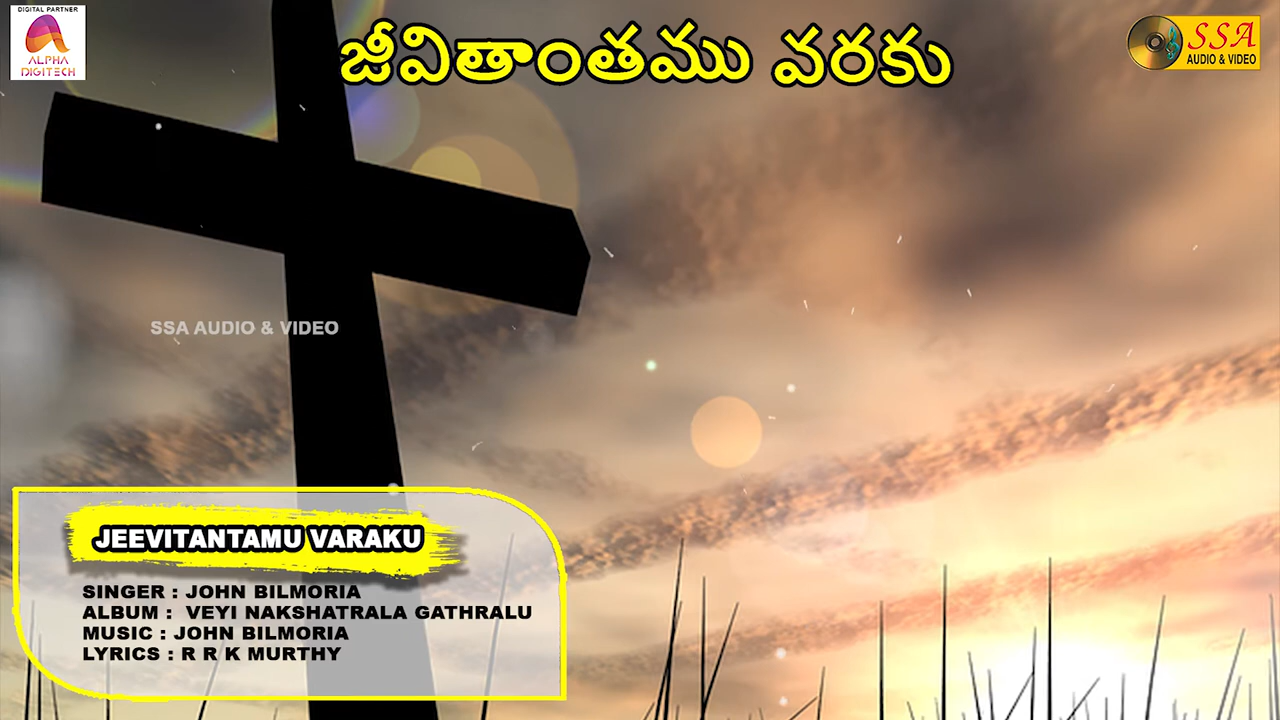 DIGITAL PARTNER
ALPHA
DIGITECH
జీవితాంతము వరకు
SSA
AUDIO & VIDEO
SSA AUDIO & VIDEO
JEEVITANTAMU VARAKU
SINGER : JOHN BILMORIA
ALBUM : VEYI NAKSHATRALA GATHRALU
MUSIC : JOHN BILMORIA
LYRICS : R R K MURTHY